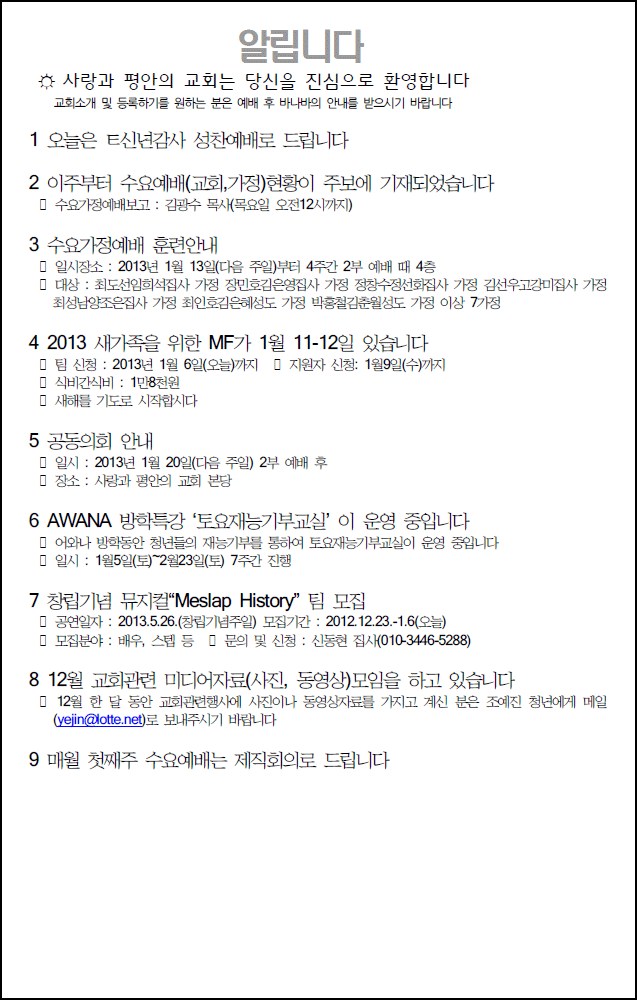 알립니다
☼ 사랑과 평안의 교회는 당신을 진심으로 환영합니다
교회소개 및 등록하기를 원하는 분은 예배 후 바나바의 안내를 받으시기 바랍니다
1 오늘은 ㅌ신년감사 성찬예배로 드립니다
2 이주부터 수요예배(교회,가정)현황이 주보에 기재되었습니다
▯ 수요가정예배보고 : 김광수 목사(목요일 오전12시까지)
3 수요가정예배 훈련안내
▯ 일시장소 : 2013년 1월 13일(다음 주일)부터 4주간 2부 예배 때 4층
▯ 대상 : 최도선임희석집사 가정 장민호김은영집사 가정 정창수정선화집사 가정 김선우고강미집사 가정
최성남양조은집사 가정 최인호김은혜성도 가정 박흥철김춘월성도 가정 이상 7가정
4 2013 새가족을 위한 MF가 1월 11-12일 있습니다
▯ 팀 신청 : 2013년 1월 6일(오늘)까지 ▯ 지원자 신청: 1월9일(수)까지
▯ 식비간식비 : 1만8천원
▯ 새해를 기도로 시작합시다
5 공동의회 안내
▯ 일시 : 2013년 1월 20일(다음 주일) 2부 예배 후
▯ 장소 : 사랑과 평안의 교회 본당
6 AWANA 방학특강 ‘토요재능기부교실’ 이 운영 중입니다
▯ 어와나 방학동안 청년들의 재능기부를 통하여 토요재능기부교실이 운영 중입니다
▯ 일시 : 1월5일(토)~2월23일(토) 7주간 진행
7 창립기념 뮤지컬“Meslap History” 팀 모집
▯ 공연일자 : 2013.5.26.(창립기념주일) 모집기간 : 2012.12.23.-1.6(오늘)
▯ 모집분야 : 배우, 스텝 등 ▯ 문의 및 신청 : 신동현 집사(010-3446-5288)
8 12월 교회관련 미디어자료(사진, 동영상)모임을 하고 있습니다
▯ 12월 한 달 동안 교회관련행사에 사진이나 동영상자료를 가지고 계신 분은 조예진 청년에게 메일
(yejin@lotte.net)로 보내주시기 바랍니다
9 매월 첫째주 수요예배는 제직회의로 드립니다